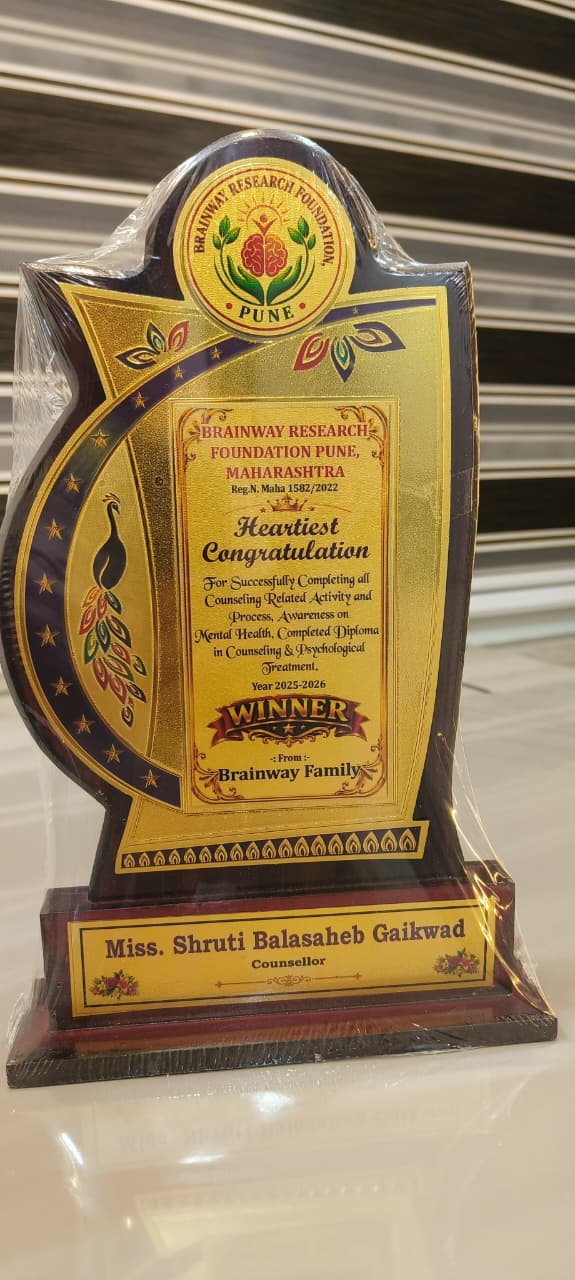 BRAINWAY RESEARCH FOUNDATION,
• PUNE •
BRAINWAY RESEARCH
FOUNDATION PUNE,
MAHARASHTRA
Reg.N. Maha 1582/2022
Heartiest
Congratulation
For Successfully Completing all
Counseling Related Activity and
Process, Awareness on
Mental Health, Completed Diploma
in Counseling & Psychological
Treatment.
Year 2025-2026
WINNER
-: From :-
Brainway Family
Miss. Shruti Balasaheb Gaikwad
Counsellor